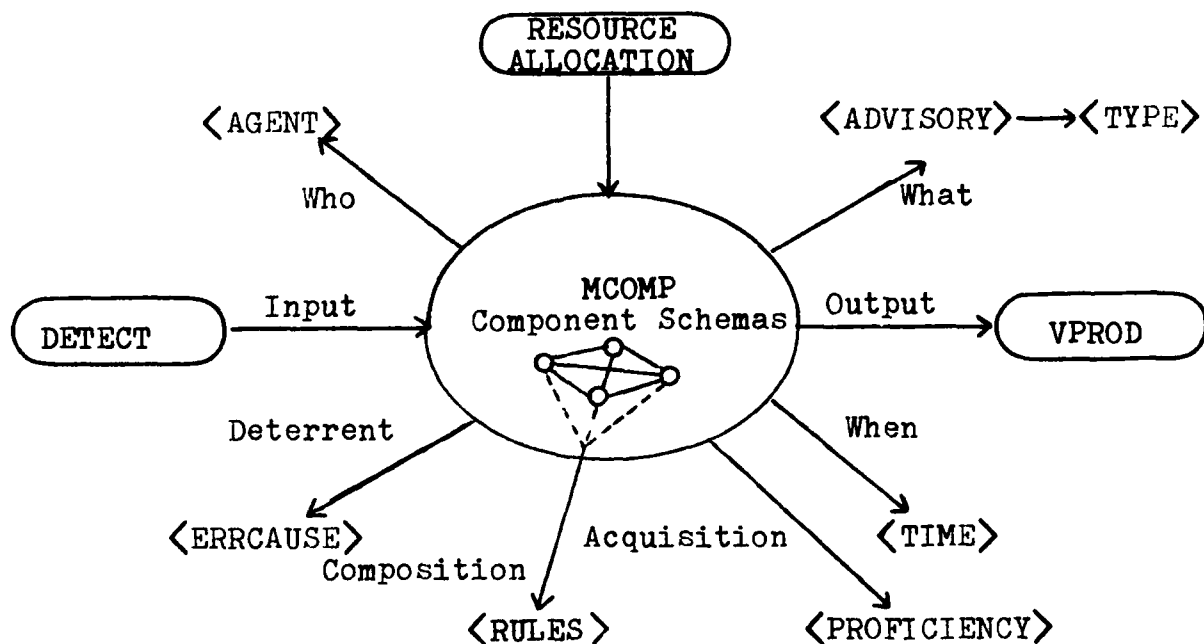 RESOURCE
ALLOCATION
<AGENT>
<ADVISORY>
<TYPE>
Who
What
MCOMP
Component Schemas
Input
Output
DETECT
VPROD
Deterrent
When
<ERRCAUSE>
Acquisition
<TIME>
Composition
<RULES>
<PROFICIENCY>